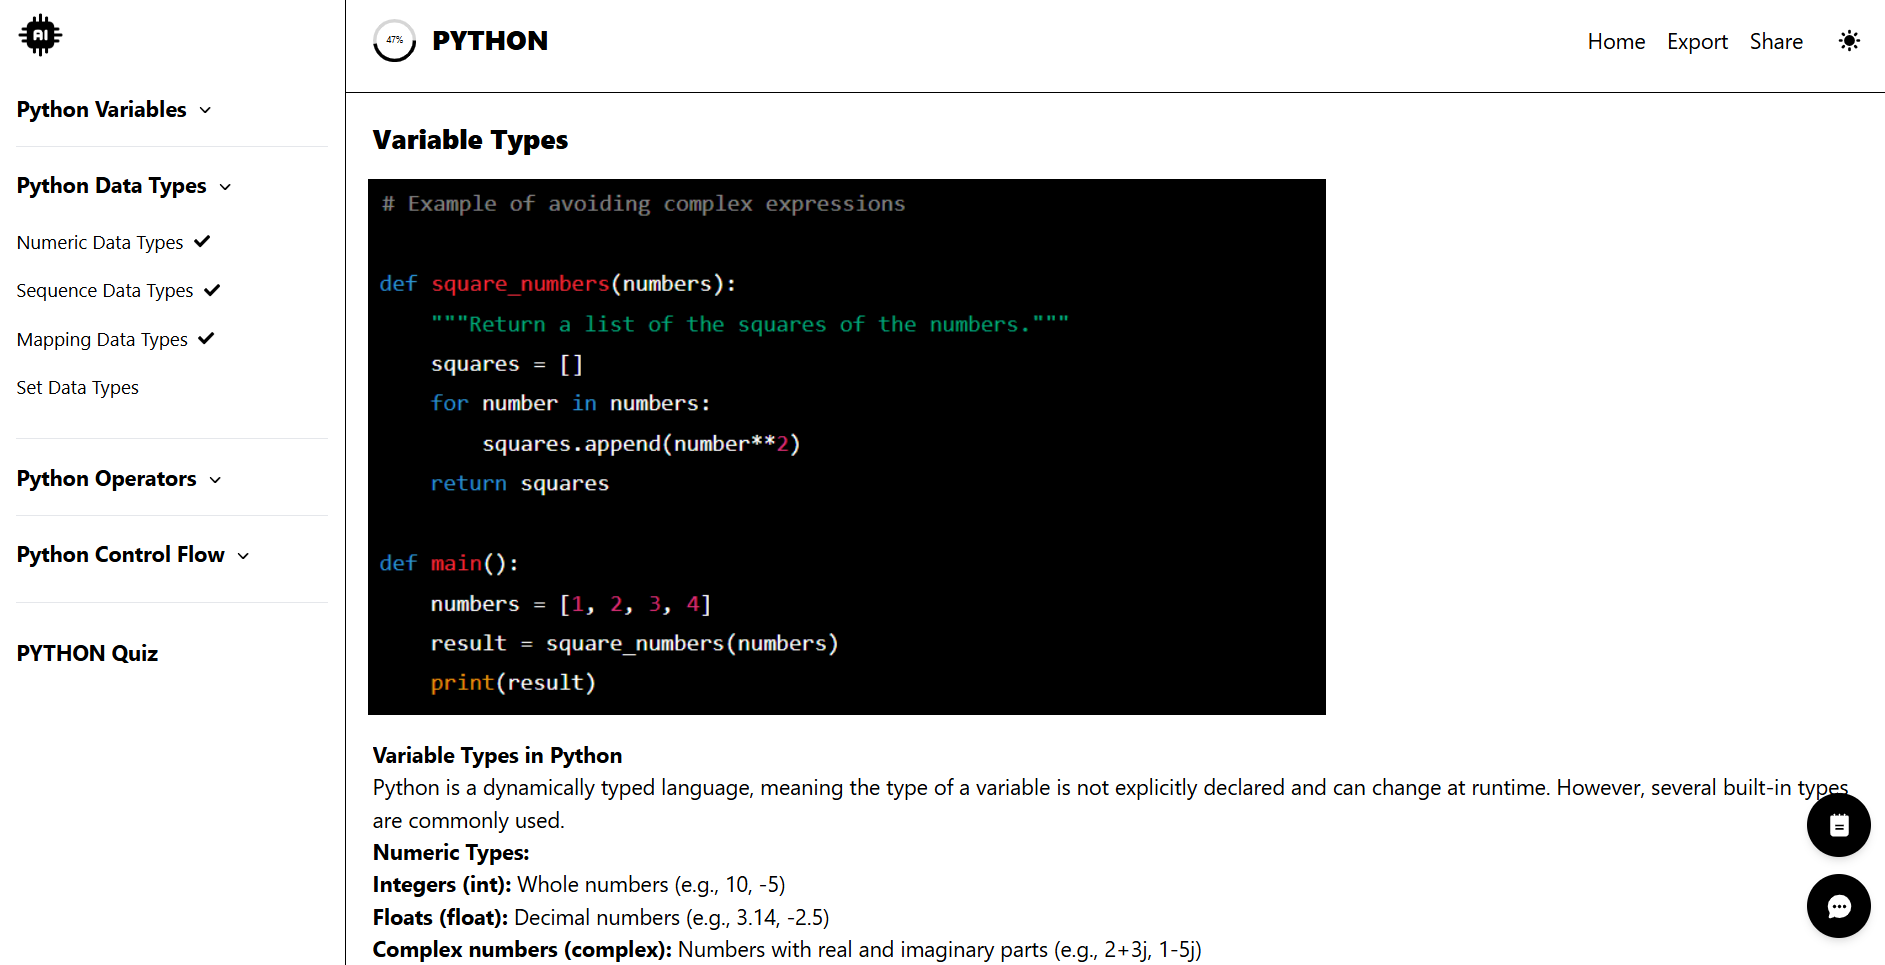 AI
Python Variables
Python Data Types
Numeric Data Types
Sequence Data Types
Mapping Data Types
Set Data Types
Python Operators
Python Control Flow
PYTHON Quiz
47%
PYTHON
Home
Export
Share
Variable Types
# Example of avoiding complex expressions
def square_numbers(numbers):
    """Return a list of the squares of the numbers."""
    squares = []
    for number in numbers:
        squares.append(number**2)
    return squares
def main():
    numbers = [1, 2, 3, 4]
    result = square_numbers(numbers)
    print(result)
Variable Types in Python
Python is a dynamically typed language, meaning the type of a variable is not explicitly declared and can change at runtime. However, several built-in types
are commonly used.
Numeric Types:
Integers (int): Whole numbers (e.g., 10, -5)
Floats (float): Decimal numbers (e.g., 3.14, -2.5)
Complex numbers (complex): Numbers with real and imaginary parts (e.g., 2+3j, 1-5j)